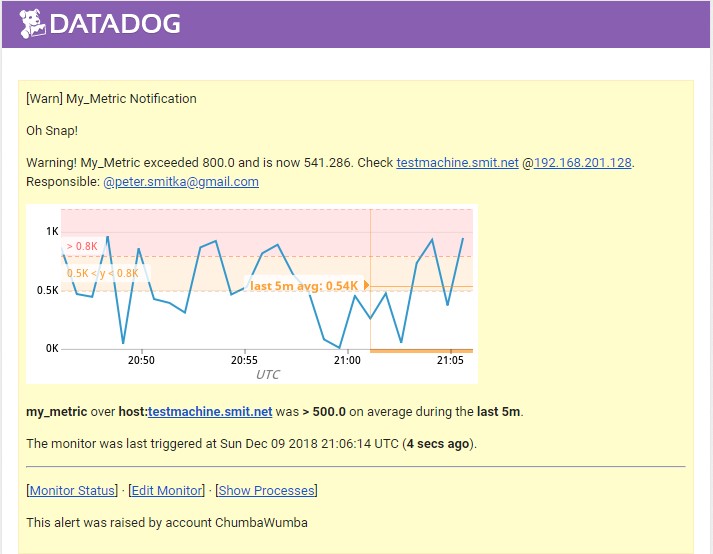 DATADOG
[Warn] My_Metric Notification
Oh Snap!
Warning! My_Metric exceeded 800.0 and is now 541.286. Check testmachine.smit.net @192.168.201.128.
Responsible: @peter.smitka@gmail.com
1K
> 0.8K
0.5K < y < 0.8K
0.5K
last 5m avg: 0.54K
0K
20:50 20:55 21:00 21:05
UTC
my_metric over host:testmachine.smit.net was > 500.0 on average during the last 5m.
The monitor was last triggered at Sun Dec 09 2018 21:06:14 UTC (4 secs ago).
[Monitor Status] · [Edit Monitor] · [Show Processes]
This alert was raised by account ChumbaWumba